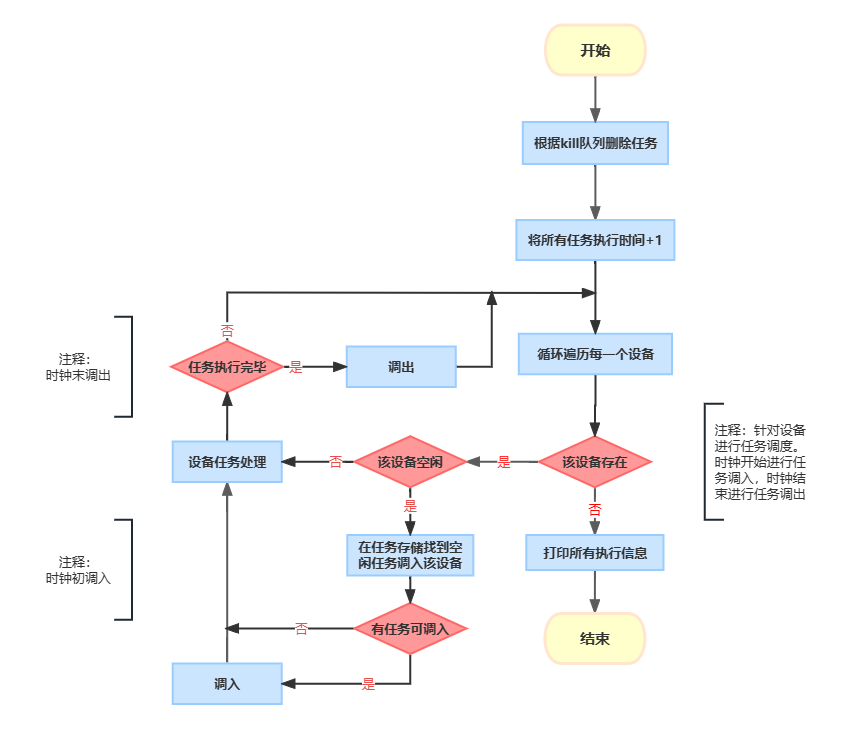 开始
根据kill队列删除任务
将所有任务执行时间+1
否
注释：
时钟末调出
任务执行完毕
是
调出
循环遍历每一个设备
注释：针对设备
进行任务调度。
时钟开始进行任
务调入，时钟结
束进行任务调出
设备任务处理
否
该设备空闲
是
该设备存在
是
否
在任务存储找到空
闲任务调入该设备
打印所有执行信息
注释：
时钟初调入
否
有任务可调入
结束
调入
是